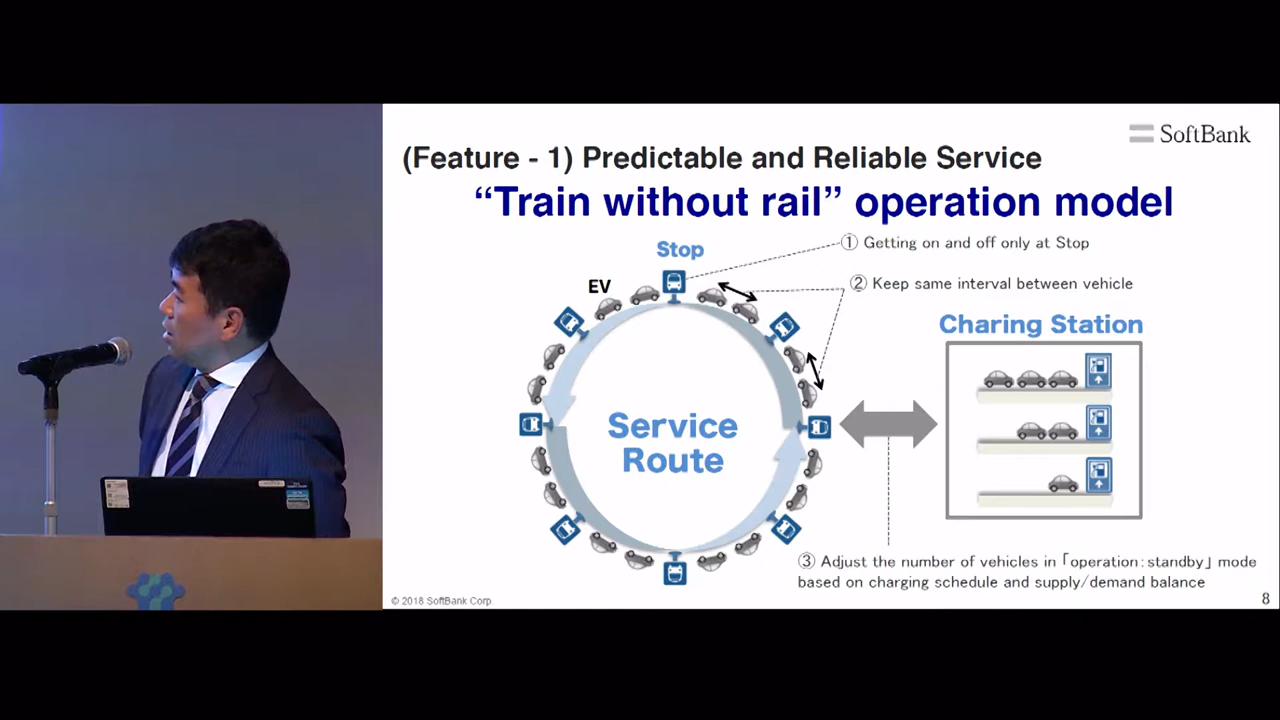 SoftBank
(Feature - 1) Predictable and Reliable Service
“Train without rail” operation model
Stop
① Getting on and off only at Stop
EV
② Keep same interval between vehicle
Charing Station
Service
Route
③ Adjust the number of vehicles in「operation:standby」mode
based on charging schedule and supply/demand balance
© 2018 SoftBank Corp.
8